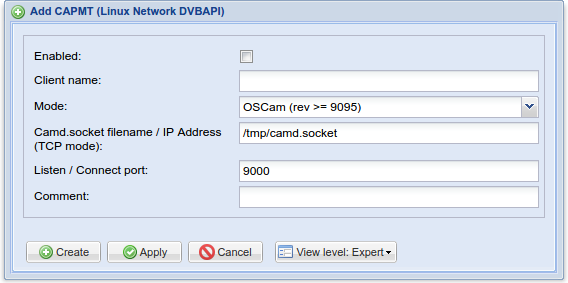 Add CAPMT (Linux Network DVBAPI)
Enabled:
Client name:
Mode: OSCam (rev >= 9095)
Camd.socket filename / IP Address /tmp/camd.socket
(TCP mode):
Listen / Connect port: 9000
Comment:
Create Apply Cancel View level: Expert